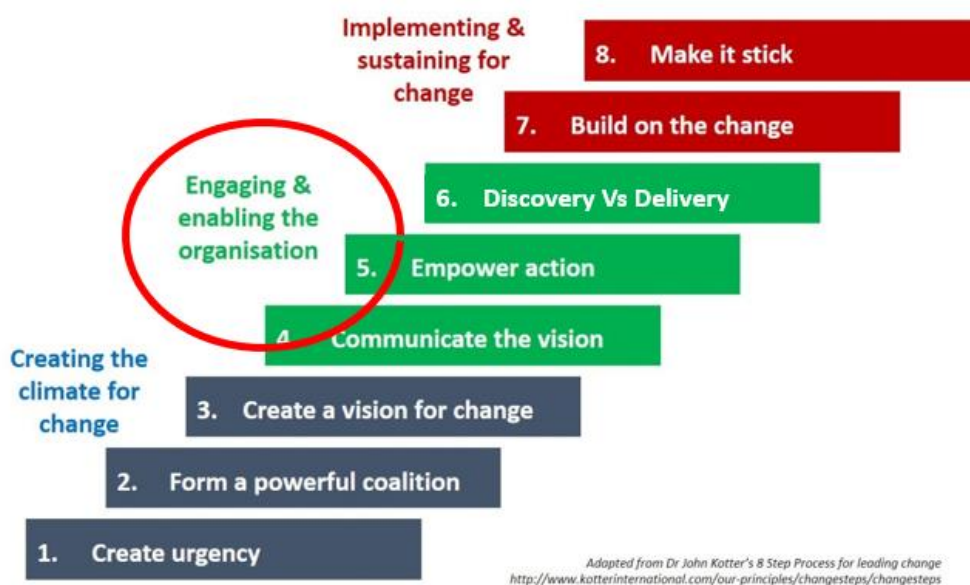 Implementing &
sustaining for
change
8. Make it stick
7. Build on the change
Engaging &
enabling the
organisation
6. Discovery Vs Delivery
5. Empower action
4. Communicate the vision
Creating the
climate for
change
3. Create a vision for change
2. Form a powerful coalition
1. Create urgency
Adapted from Dr John Kotter's 8 Step Process for leading change
http://www.kotterinternational.com/our-principles/changesteps/changesteps